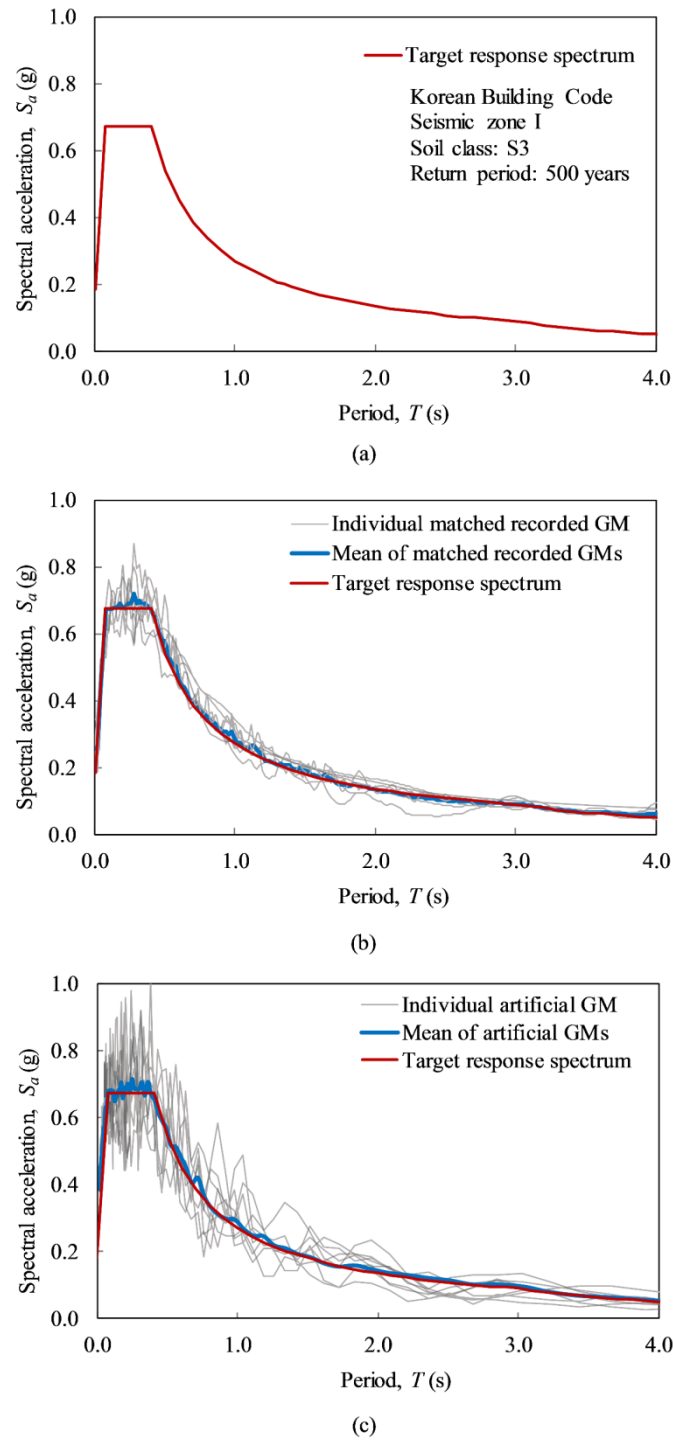 1.0
0.8
0.6
0.4
0.2
0.0
Spectral acceleration, Sa (g)
Target response spectrum
Korean Building Code
Seismic zone I
Soil class: S3
Return period: 500 years
0.0 1.0 2.0 3.0 4.0
Period, T (s)
(a)
1.0
0.8
0.6
0.4
0.2
0.0
Spectral acceleration, Sa (g)
Individual matched recorded GM
Mean of matched recorded GMs
Target response spectrum
0.0 1.0 2.0 3.0 4.0
Period, T (s)
(b)
1.0
0.8
0.6
0.4
0.2
0.0
Spectral acceleration, Sa (g)
Individual artificial GM
Mean of artificial GMs
Target response spectrum
0.0 1.0 2.0 3.0 4.0
Period, T (s)
(c)